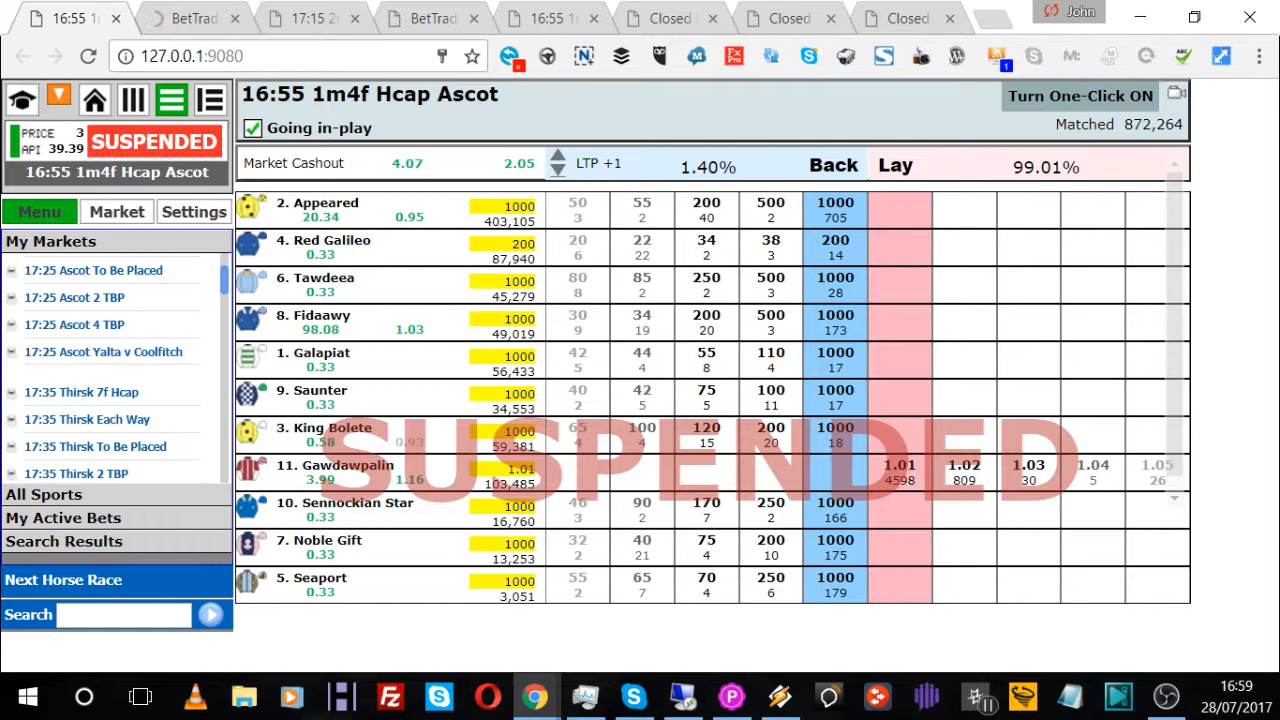 16:55 1
BetTrad
17:15 2
BetTrad
16:55 1
Closed
Closed
Closed
John
127.0.0.1:9080
Fx Pro
M:
1
16:55 1m4f Hcap Ascot
Turn One-Click ON
Going in-play
Matched 872,264
PRICE 3
API 39.39
SUSPENDED
16:55 1m4f Hcap Ascot
Market Cashout 4.07 2.05 LTP +1 1.40% Back Lay 99.01%
Menu Market Settings
My Markets
17:25 Ascot To Be Placed
17:25 Ascot 2 TBP
17:25 Ascot 4 TBP
17:25 Ascot Yalta v Coolfitch
17:35 Thirsk 7f Hcap
17:35 Thirsk Each Way
17:35 Thirsk To Be Placed
17:35 Thirsk 2 TBP
All Sports
My Active Bets
Search Results
Next Horse Race
Search
2. Appeared 1000 50 55 200 500 1000
20.34 0.95 403,105 3 2 40 2 705
4. Red Galileo 200 20 22 34 38 200
0.33 87,940 6 22 2 3 14
6. Tawdeea 1000 80 85 250 500 1000
0.33 45,279 8 2 2 3 28
8. Fidaawy 1000 30 34 200 500 1000
98.08 1.03 49,019 9 19 20 3 173
1. Galapiat 1000 42 44 55 110 1000
0.33 56,433 5 4 8 4 17
9. Saunter 1000 40 42 75 100 1000
0.33 34,553 2 5 5 11 17
3. King Bolete 1000 65 100 120 200 1000
0.58 0.93 59,381 4 4 15 20 18
11. Gawdawpalin 1.01 1.01 1.02 1.03 1.04 1.05
3.99 1.16 103,485 4598 809 30 5 26
10. Sennockian Star 1000 46 90 170 250 1000
0.33 16,760 3 2 7 2 166
7. Noble Gift 1000 32 40 75 200 1000
0.33 13,253 2 21 4 10 175
5. Seaport 1000 55 65 70 250 1000
0.33 3,051 2 7 4 6 179
SUSPENDED
16:59
28/07/2017